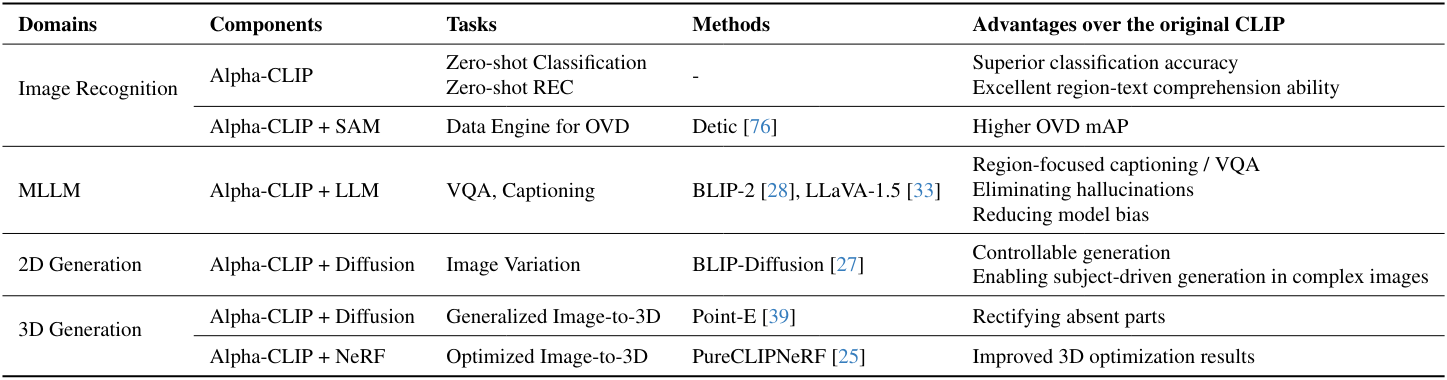 Domains Components Tasks Methods Advantages over the original CLIP
Image Recognition
Alpha-CLIP
Zero-shot Classification
Zero-shot REC
-
Superior classification accuracy
Excellent region-text comprehension ability
Alpha-CLIP + SAM Data Engine for OVD Detic [76] Higher OVD mAP
MLLM Alpha-CLIP + LLM VQA, Captioning BLIP-2 [28], LLaVA-1.5 [33]
Region-focused captioning / VQA
Eliminating hallucinations
Reducing model bias
2D Generation Alpha-CLIP + Diffusion Image Variation BLIP-Diffusion [27]
Controllable generation
Enabling subject-driven generation in complex images
3D Generation
Alpha-CLIP + Diffusion Generalized Image-to-3D Point-E [39] Rectifying absent parts
Alpha-CLIP + NeRF Optimized Image-to-3D PureCLIPNeRF [25] Improved 3D optimization results